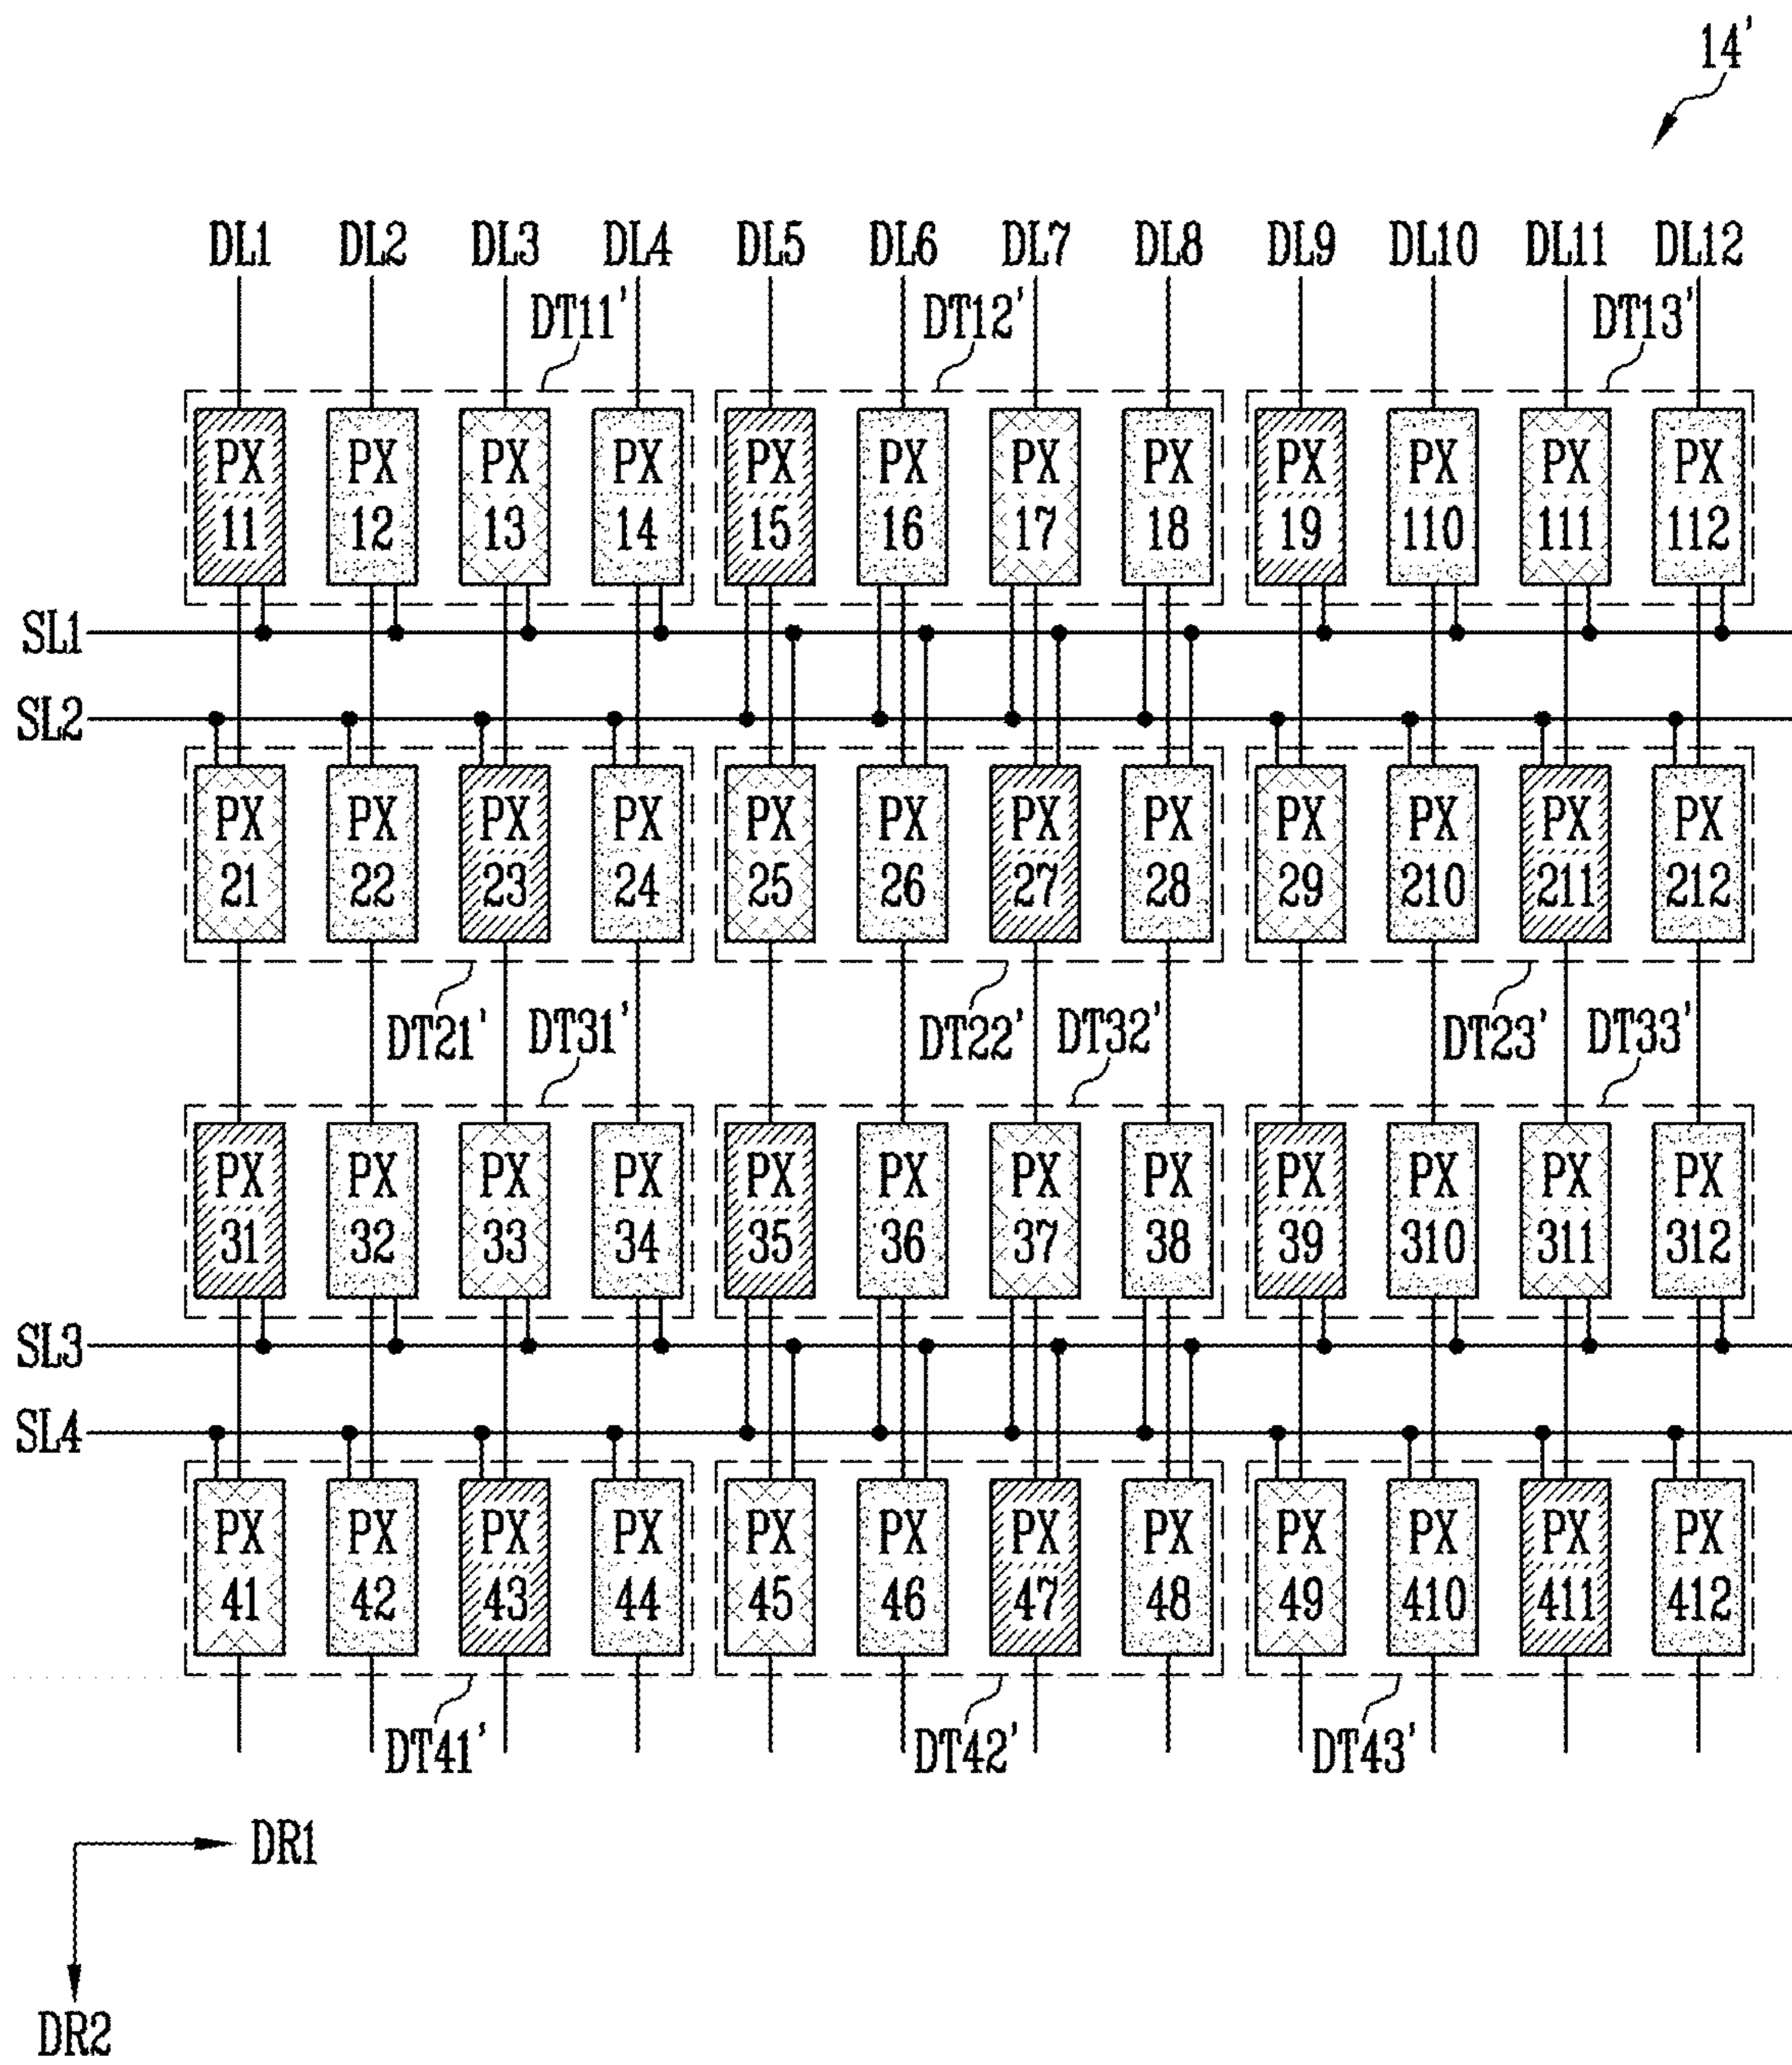 14'
DL1 DL2 DL3 DL4 DL5 DL6 DL7 DL8 DL9 DL10 DL11 DL12
DT11' DT12' DT13'
PX PX PX PX PX PX PX PX PX PX PX PX
11 12 13 14 15 16 17 18 19 110 111 112
SL1
SL2
PX PX PX PX PX PX PX PX PX PX PX PX
21 22 23 24 25 26 27 28 29 210 211 212
DT21' DT31' DT22' DT32' DT23' DT33'
PX PX PX PX PX PX PX PX PX PX PX PX
31 32 33 34 35 36 37 38 39 310 311 312
SL3
SL4
PX PX PX PX PX PX PX PX PX PX PX PX
41 42 43 44 45 46 47 48 49 410 411 412
DT41' DT42' DT43'
DR1
DR2